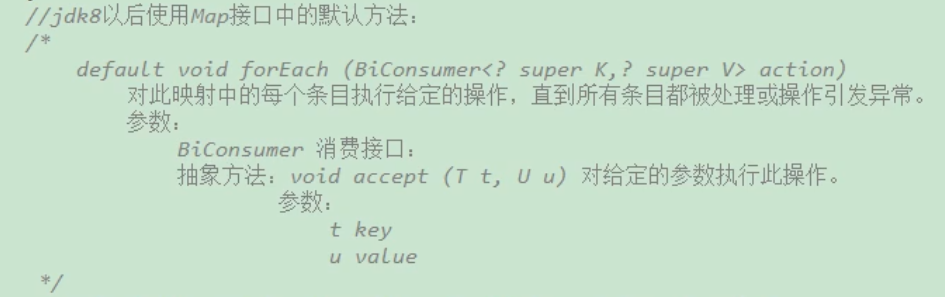 //jdk8以后使用Map接口中的默认方法：
/*
default void forEach (BiConsumer<? super K,? super V> action)
对此映射中的每个条目执行给定的操作，直到所有条目都被处理或操作引发异常。
参数：
BiConsumer 消费接口：
抽象方法：void accept (T t, U u) 对给定的参数执行此操作。
参数：
t key
u value
*/